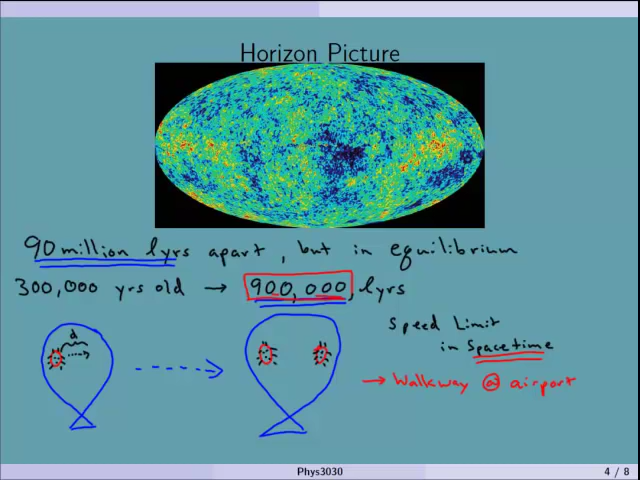 Horizon Picture
90 million lyrs apart, but in equilibrium
300,000 yrs old → 900,000, lyrs
d
Speed Limit
in Spacetime
→ Walkway @ airport
Phys3030
4 / 8